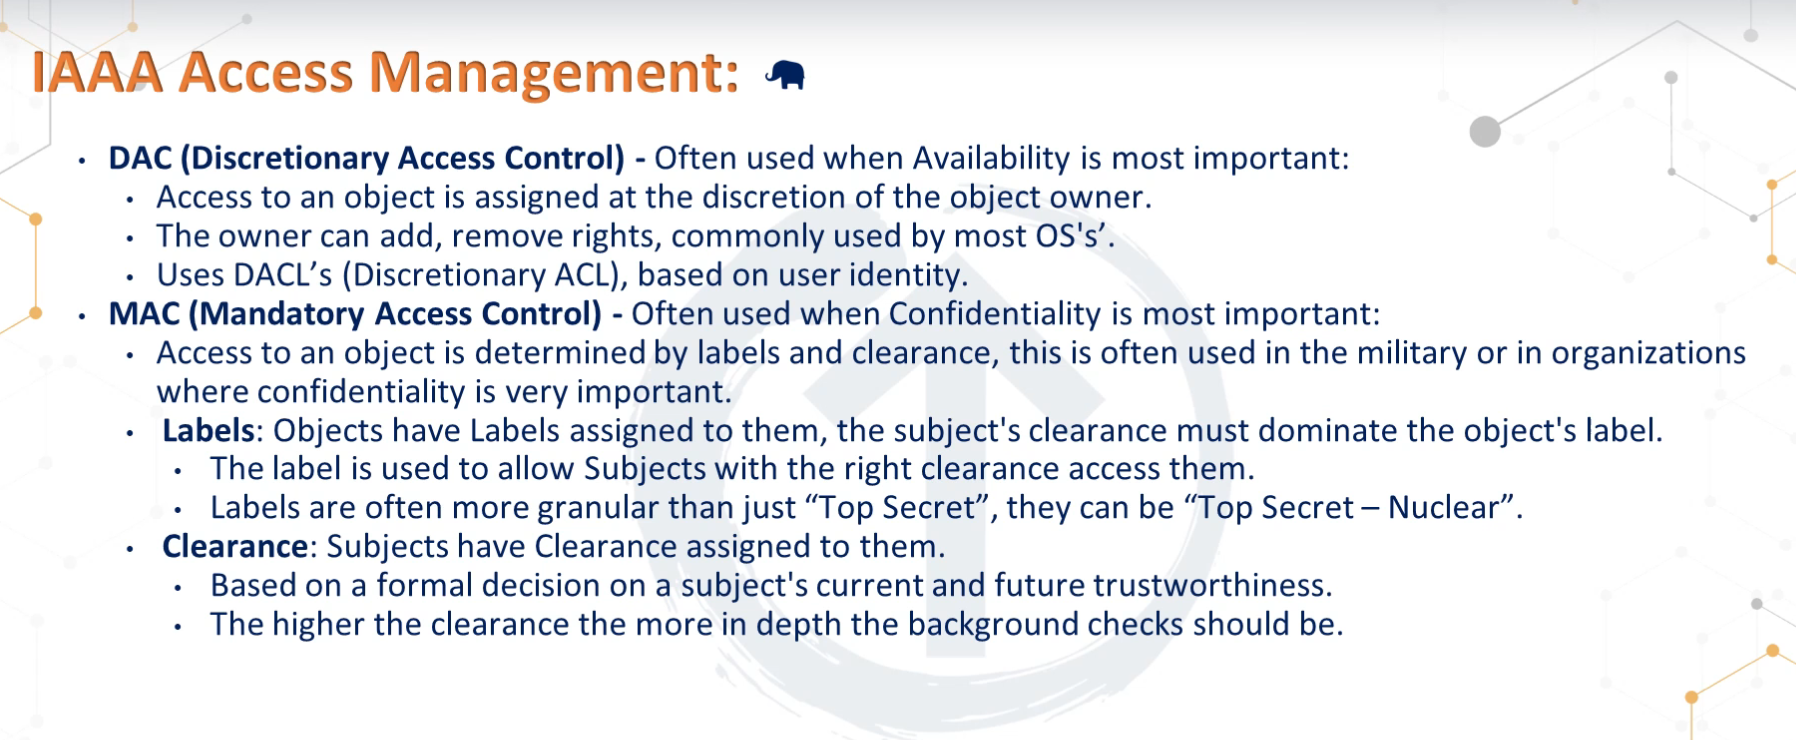 IAAA Access Management:
• DAC (Discretionary Access Control) - Often used when Availability is most important:
• Access to an object is assigned at the discretion of the object owner.
• The owner can add, remove rights, commonly used by most OS's’.
• Uses DACL’s (Discretionary ACL), based on user identity.
• MAC (Mandatory Access Control) - Often used when Confidentiality is most important:
• Access to an object is determined by labels and clearance, this is often used in the military or in organizations
where confidentiality is very important.
• Labels: Objects have Labels assigned to them, the subject's clearance must dominate the object's label.
• The label is used to allow Subjects with the right clearance access them.
• Labels are often more granular than just “Top Secret”, they can be “Top Secret – Nuclear”.
• Clearance: Subjects have Clearance assigned to them.
• Based on a formal decision on a subject's current and future trustworthiness.
• The higher the clearance the more in depth the background checks should be.